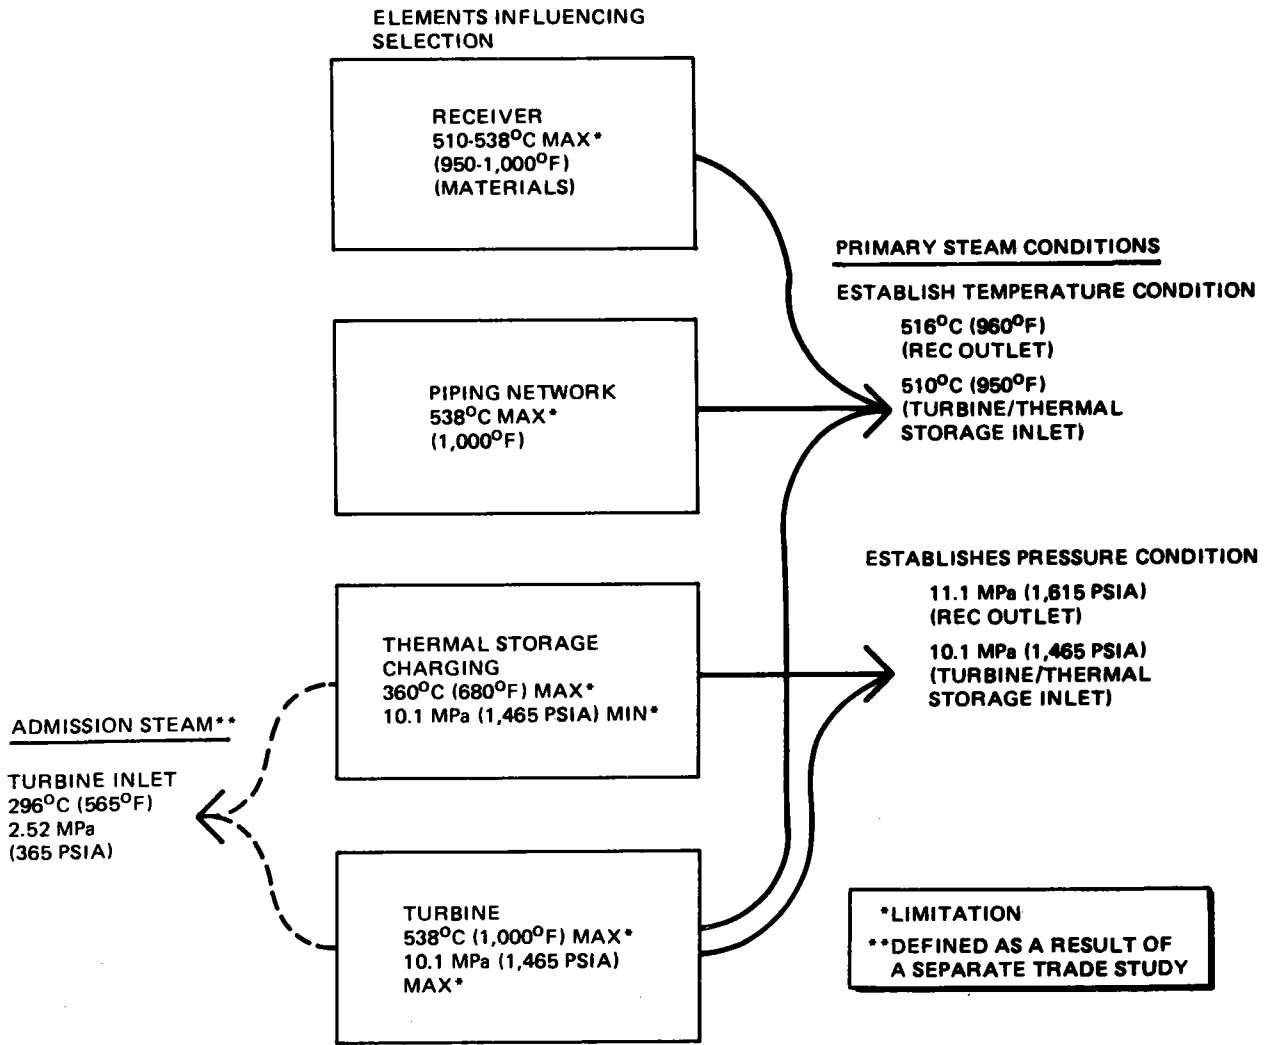 ELEMENTS INFLUENCING
SELECTION
RECEIVER
510-538°C MAX*
(950-1,000°F)
(MATERIALS)
PIPING NETWORK
538°C MAX*
(1,000°F)
THERMAL STORAGE
CHARGING
360°C (680°F) MAX*
10.1 MPa (1,465 PSIA) MIN*
TURBINE
538°C (1,000°F) MAX*
10.1 MPa (1,465 PSIA)
MAX*
PRIMARY STEAM CONDITIONS
ESTABLISH TEMPERATURE CONDITION
516°C (960°F)
(REC OUTLET)
510°C (950°F)
(TURBINE/THERMAL
STORAGE INLET)
ESTABLISHES PRESSURE CONDITION
11.1 MPa (1,615 PSIA)
(REC OUTLET)
10.1 MPa (1,465 PSIA)
(TURBINE/THERMAL
STORAGE INLET)
ADMISSION STEAM**
TURBINE INLET
296°C (565°F)
2.52 MPa
(365 PSIA)
*LIMITATION
**DEFINED AS A RESULT OF
A SEPARATE TRADE STUDY